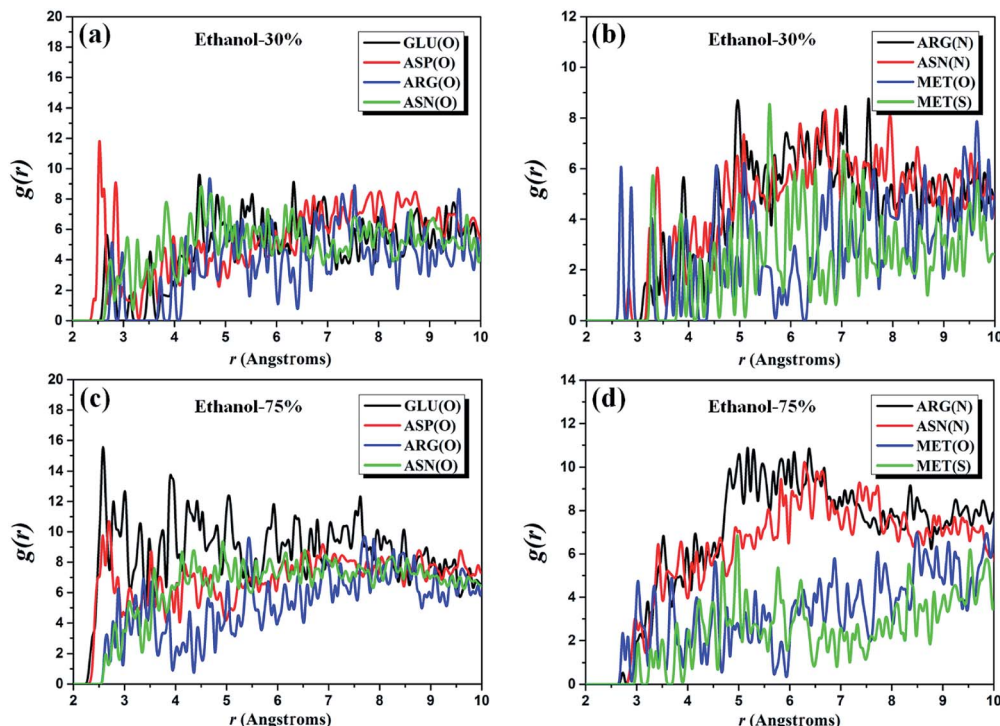 (a)
Ethanol-30%
GLU(O)
ASP(O)
ARG(O)
ASN(O)
20
18
16
14
12
10
8
6
4
2
0
g(r)
2 3 4 5 6 7 8 9 10
r (Angstroms)
(b)
Ethanol-30%
ARG(N)
ASN(N)
MET(O)
MET(S)
12
10
8
6
4
2
0
g(r)
2 3 4 5 6 7 8 9 10
r (Angstroms)
(c)
Ethanol-75%
GLU(O)
ASP(O)
ARG(O)
ASN(O)
20
18
16
14
12
10
8
6
4
2
0
g(r)
2 3 4 5 6 7 8 9 10
r (Angstroms)
(d)
Ethanol-75%
ARG(N)
ASN(N)
MET(O)
MET(S)
14
12
10
8
6
4
2
0
g(r)
2 3 4 5 6 7 8 9 10
r (Angstroms)